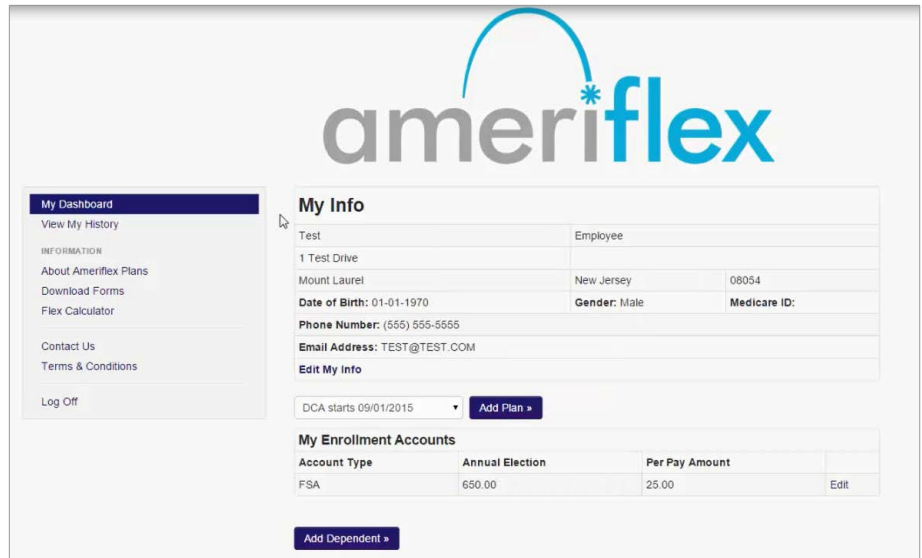 ameriflex
My Dashboard
View My History
INFORMATION
About Ameriflex Plans
Download Forms
Flex Calculator
Contact Us
Terms & Conditions
Log Off
My Info
Test Employee
1 Test Drive
Mount Laurel New Jersey 08054
Date of Birth: 01-01-1970 Gender: Male Medicare ID:
Phone Number: (555) 555-5555
Email Address: TEST@TEST.COM
Edit My Info
DCA starts 09/01/2015 Add Plan »
My Enrollment Accounts
Account Type Annual Election Per Pay Amount
FSA 650.00 25.00 Edit
Add Dependent »